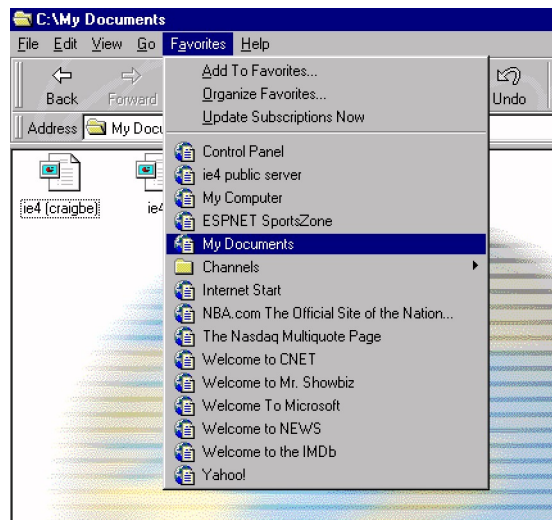 C:\My Documents
File Edit View Go Favorites Help
Back Forward Undo
Address My Docu
Add To Favorites...
Organize Favorites...
Update Subscriptions Now
Control Panel
ie4 public server
My Computer
ESPNET SportsZone
My Documents
Channels
Internet Start
NBA.com The Official Site of the Nation...
The Nasdaq Multiquote Page
Welcome to CNET
Welcome to Mr. Showbiz
Welcome To Microsoft
Welcome to NEWS
Welcome to the IMDb
Yahoo!
ie4 (craigbe) ie4